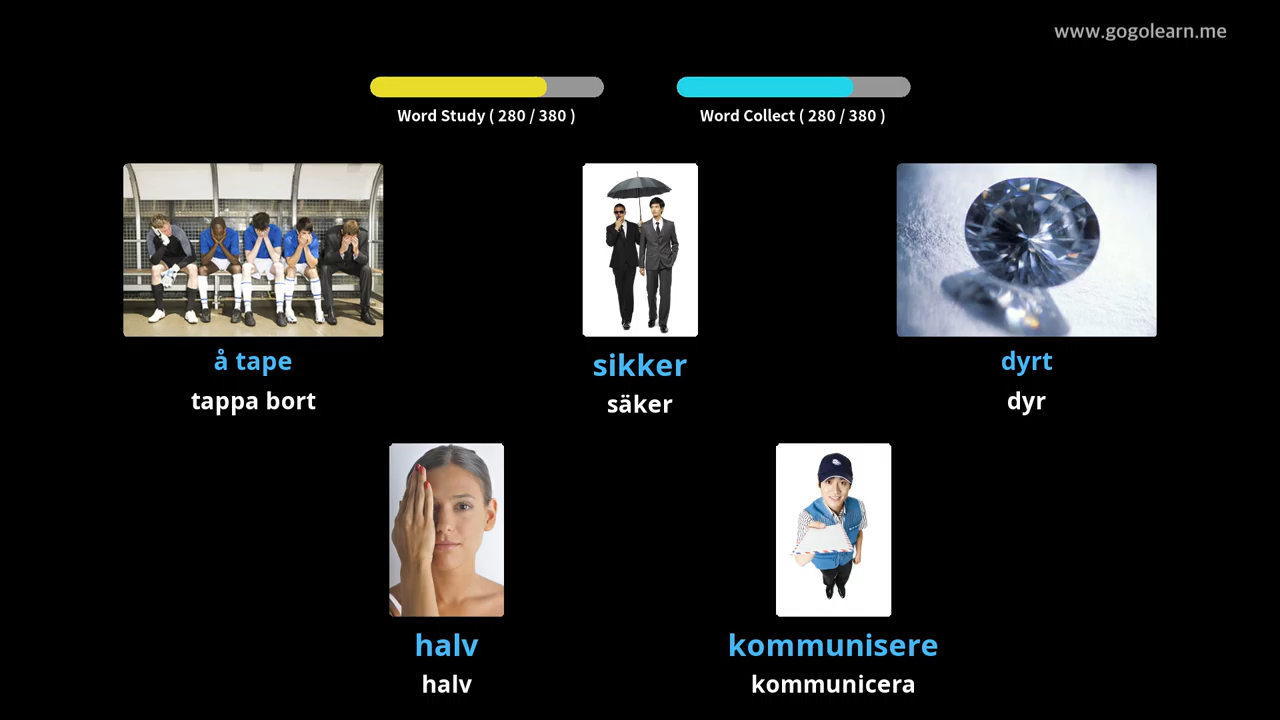 www.gogolearn.me
Word Study ( 280 / 380 )
Word Collect ( 280 / 380 )
å tape
tappa bort
sikker
säker
dyrt
dyr
halv
halv
kommunisere
kommunicera